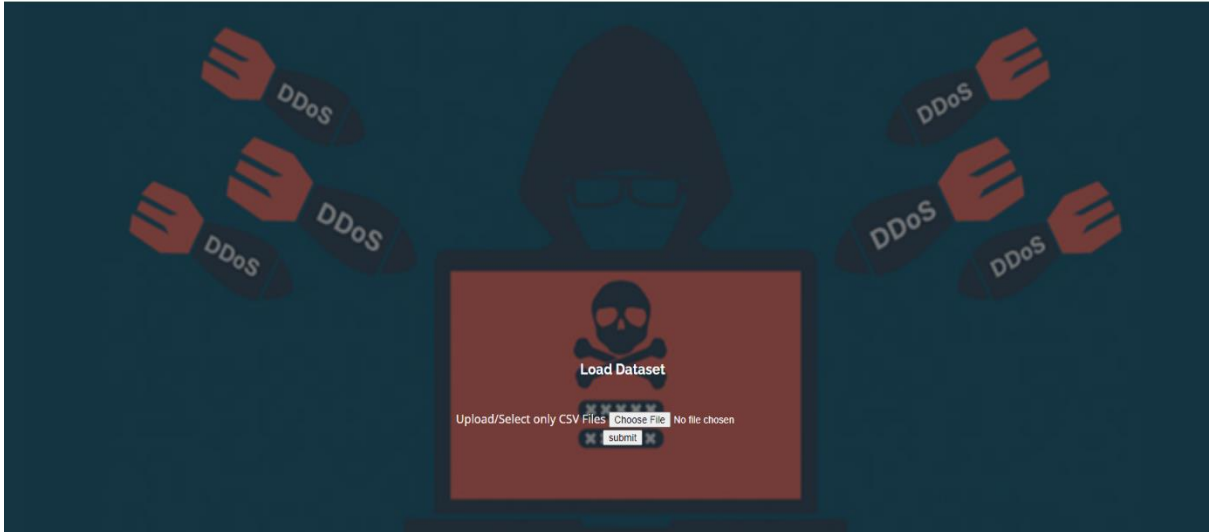 DDoS
DDoS
DDoS
DDoS
DDoS
DDoS
Load Dataset
Upload/Select only CSV Files Choose File No file chosen
submit